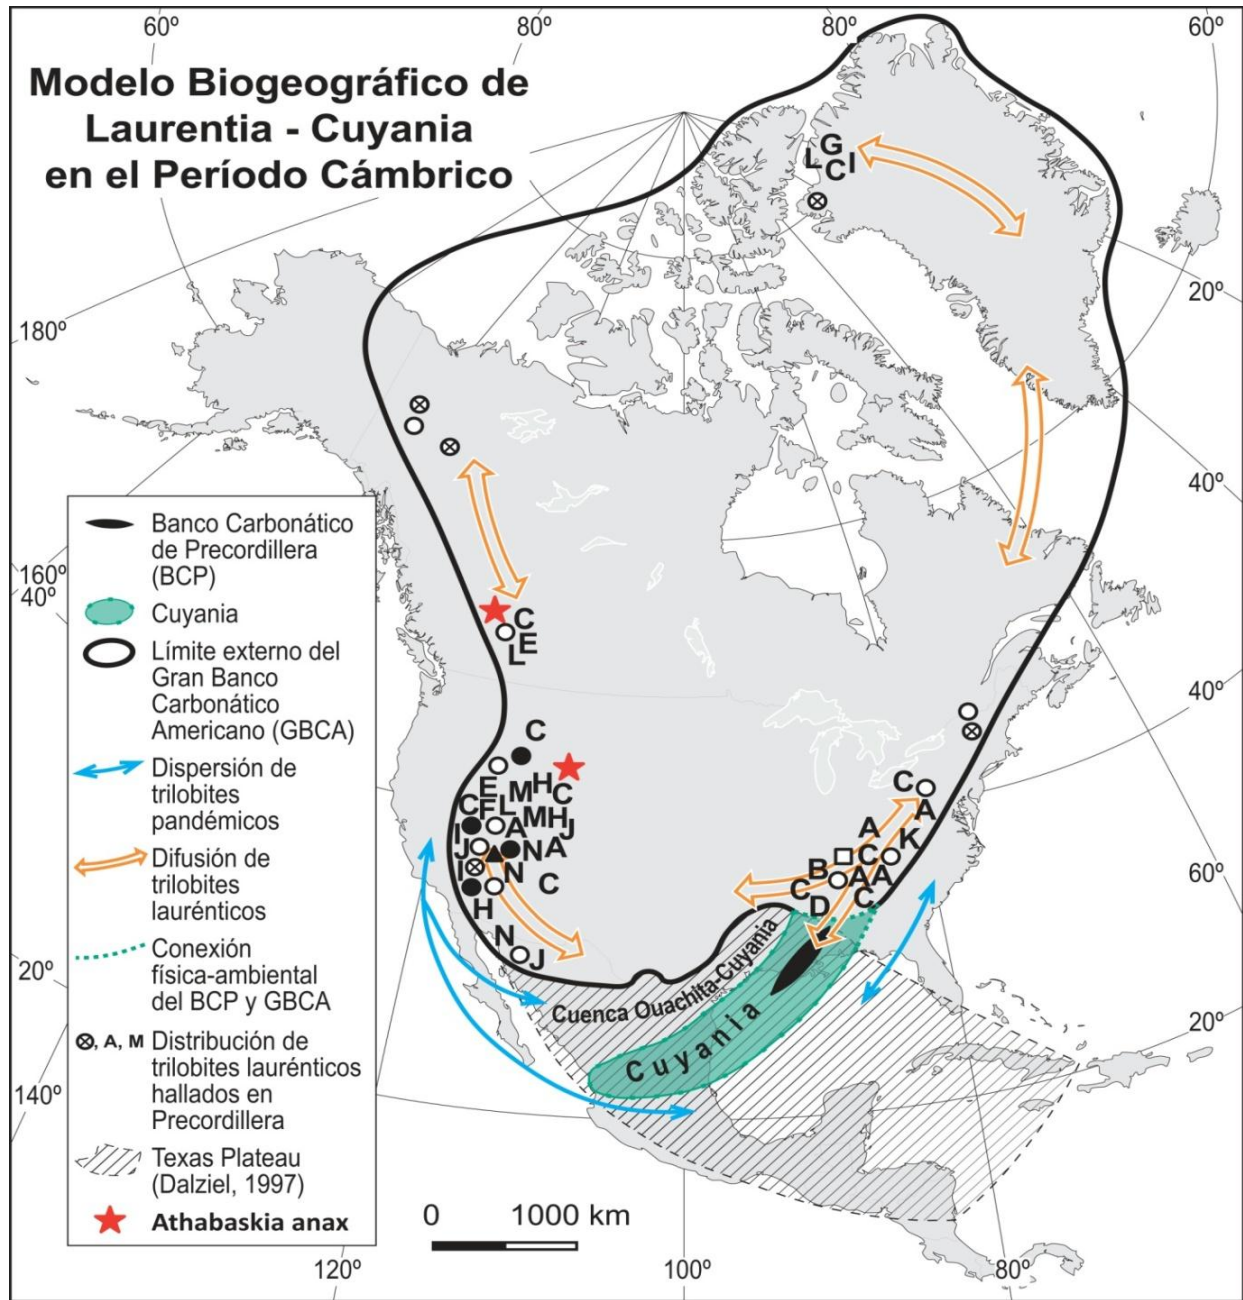 60º
80º
80º
60º
Modelo Biogeográfico de
Laurentia - Cuyania
en el Período Cámbrico
G
L
C I
20º
180º
40º
160º
40º
Banco Carbonático
de Precordillera
(BCP)
Cuyania
Límite externo del
Gran Banco
Carbonático
Americano (GBCA)
Dispersión de
trilobites
pandémicos
Difusión de
trilobites
laurénticos
Conexión
física-ambiental
del BCP y GBCA
, A, M Distribución de
trilobites laurénticos
hallados en
Precordillera
Texas Plateau
(Dalziel, 1997)
Athabaskia anax
C
E
L
40º
C
E M H C
C F L M H
I A J
J N A
I N C
H
N J
C
A
A K
B C
C A A
D C
60º
Cuenca Ouachita-Cuyania
Cuyania
20º
20º
140º
0 1000 km
120º
100º
80º